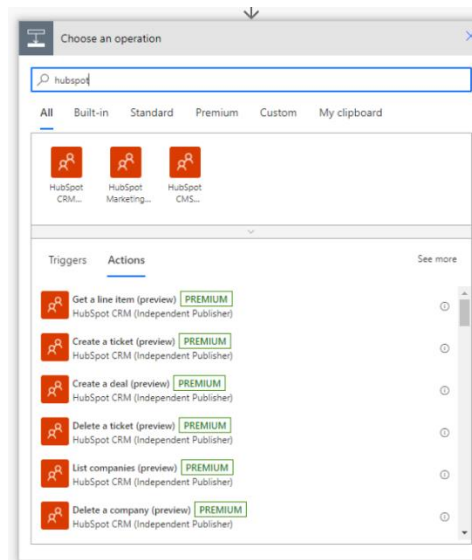 Choose an operation
hubspot
All Built-in Standard Premium Custom My clipboard
HubSpot HubSpot HubSpot
CRM... Marketing... CMS...
Triggers Actions See more
Get a line item (preview) PREMIUM
HubSpot CRM (Independent Publisher)
Create a ticket (preview) PREMIUM
HubSpot CRM (Independent Publisher)
Create a deal (preview) PREMIUM
HubSpot CRM (Independent Publisher)
Delete a ticket (preview) PREMIUM
HubSpot CRM (Independent Publisher)
List companies (preview) PREMIUM
HubSpot CRM (Independent Publisher)
Delete a company (preview) PREMIUM
HubSpot CRM (Independent Publisher)